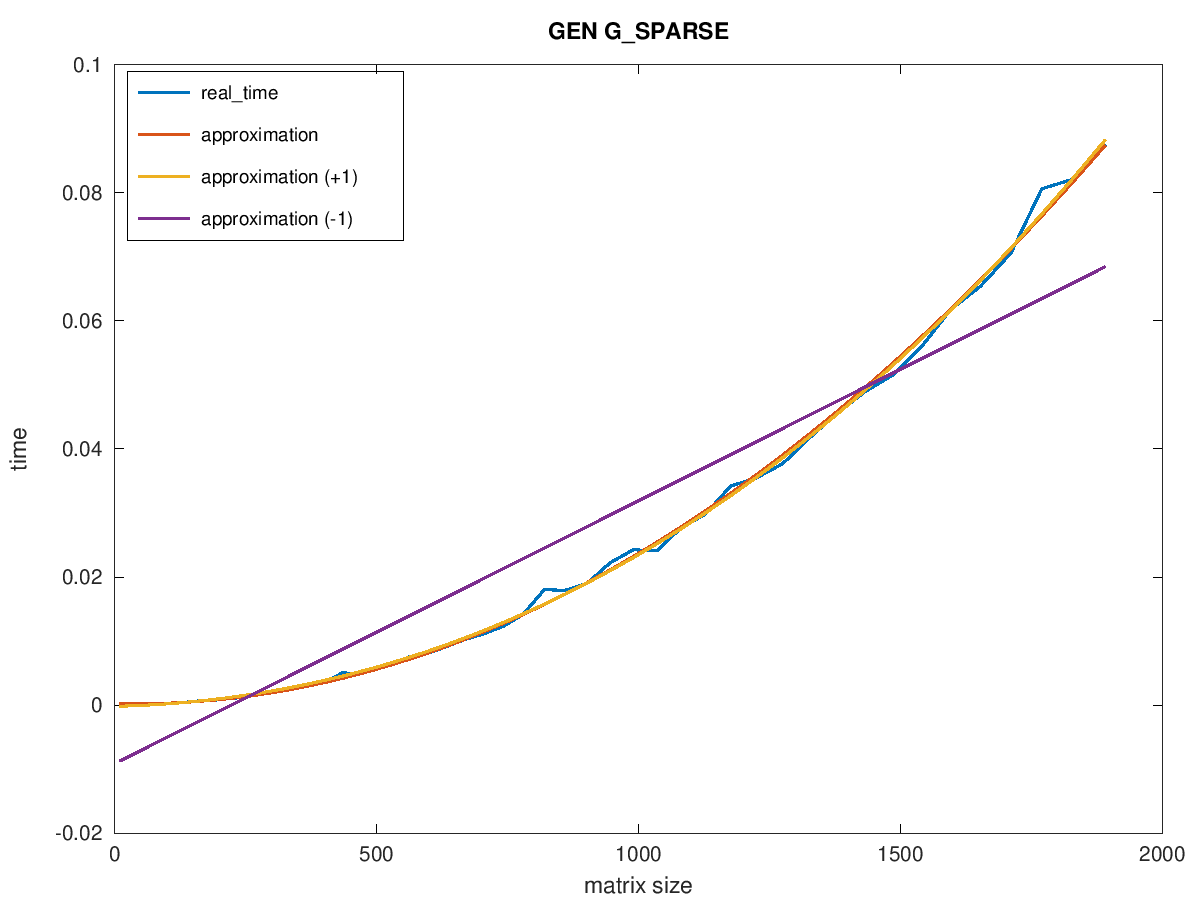 GEN G_SPARSE
0.1
0.08
0.06
0.04
0.02
0
-0.02
time
real_time
approximation
approximation (+1)
approximation (-1)
0 500 1000 1500 2000
matrix size